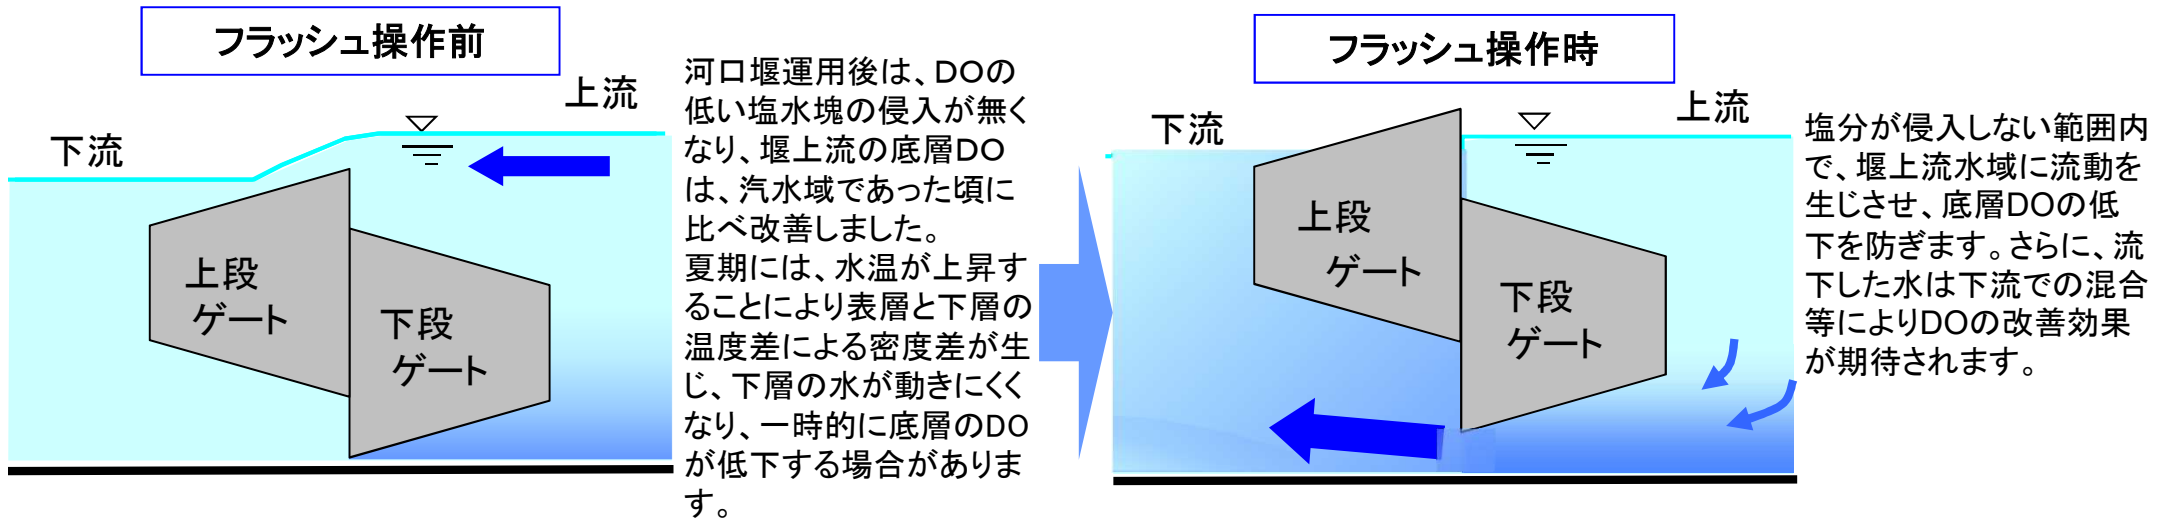 フラッシュ操作前
上流
下流
上段
ゲート
下段
ゲート
河口堰運用後は、DOの
低い塩水塊の侵入が無く
なり、堰上流の底層DO
は、汽水域であった頃に
比べ改善しました。
夏期には、水温が上昇す
ることにより表層と下層の
温度差による密度差が生
じ、下層の水が動きにくく
なり、一時的に底層のDO
が低下する場合がありま
す。
フラッシュ操作時
上流
下流
上段
ゲート
下段
ゲート
塩分が侵入しない範囲内
で、堰上流水域に流動を
生じさせ、底層DOの低
下を防ぎます。さらに、流
下した水は下流での混合
等によりDOの改善効果
が期待されます。